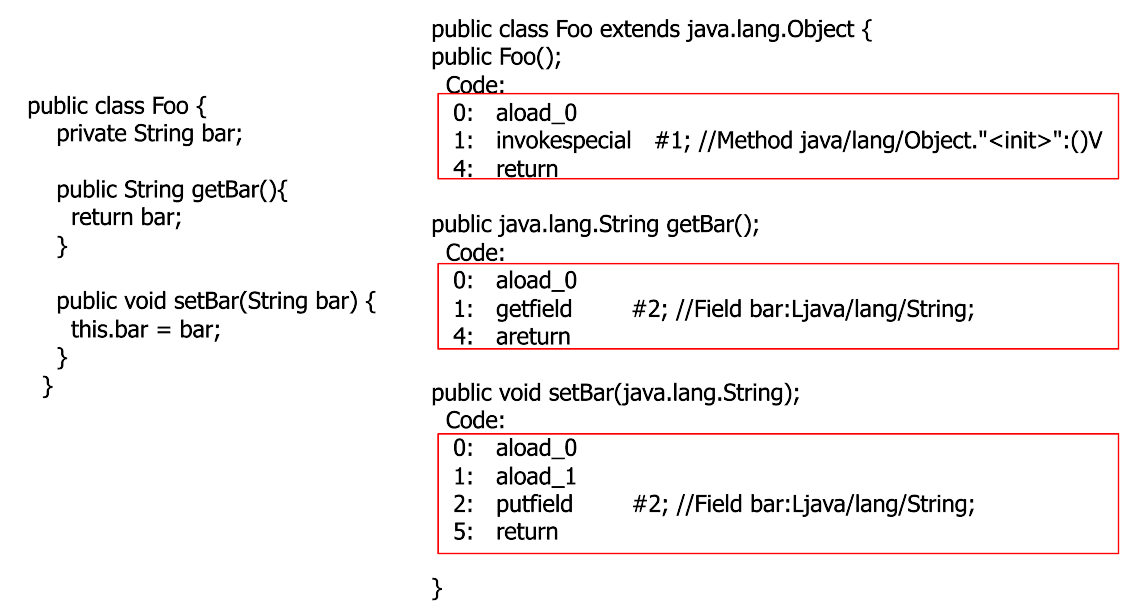 public class Foo {
private String bar;
public String getBar(){
return bar;
}
public void setBar(String bar) {
this.bar = bar;
}
}
public class Foo extends java.lang.Object {
public Foo();
Code:
0: aload_0
1: invokespecial #1; //Method java/lang/Object."<init>":()V
4: return
public java.lang.String getBar();
Code:
0: aload_0
1: getfield #2; //Field bar:Ljava/lang/String;
4: areturn
public void setBar(java.lang.String);
Code:
0: aload_0
1: aload_1
2: putfield #2; //Field bar:Ljava/lang/String;
5: return
}